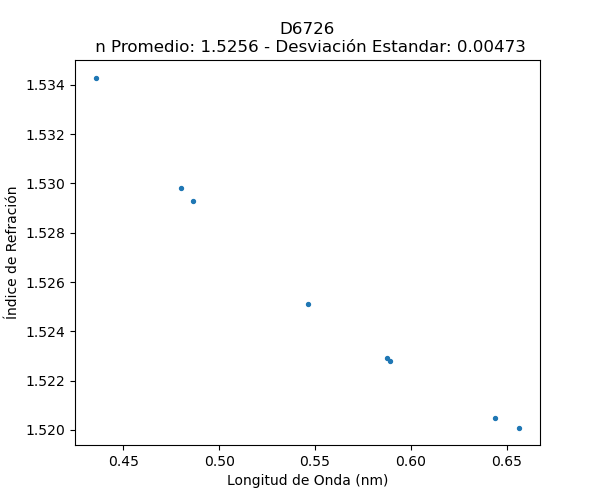 D6726
n Promedio: 1.5256 - Desviación Estandar: 0.00473
Índice de Refración
1.534
1.532
1.530
1.528
1.526
1.524
1.522
1.520
0.45 0.50 0.55 0.60 0.65
Longitud de Onda (nm)